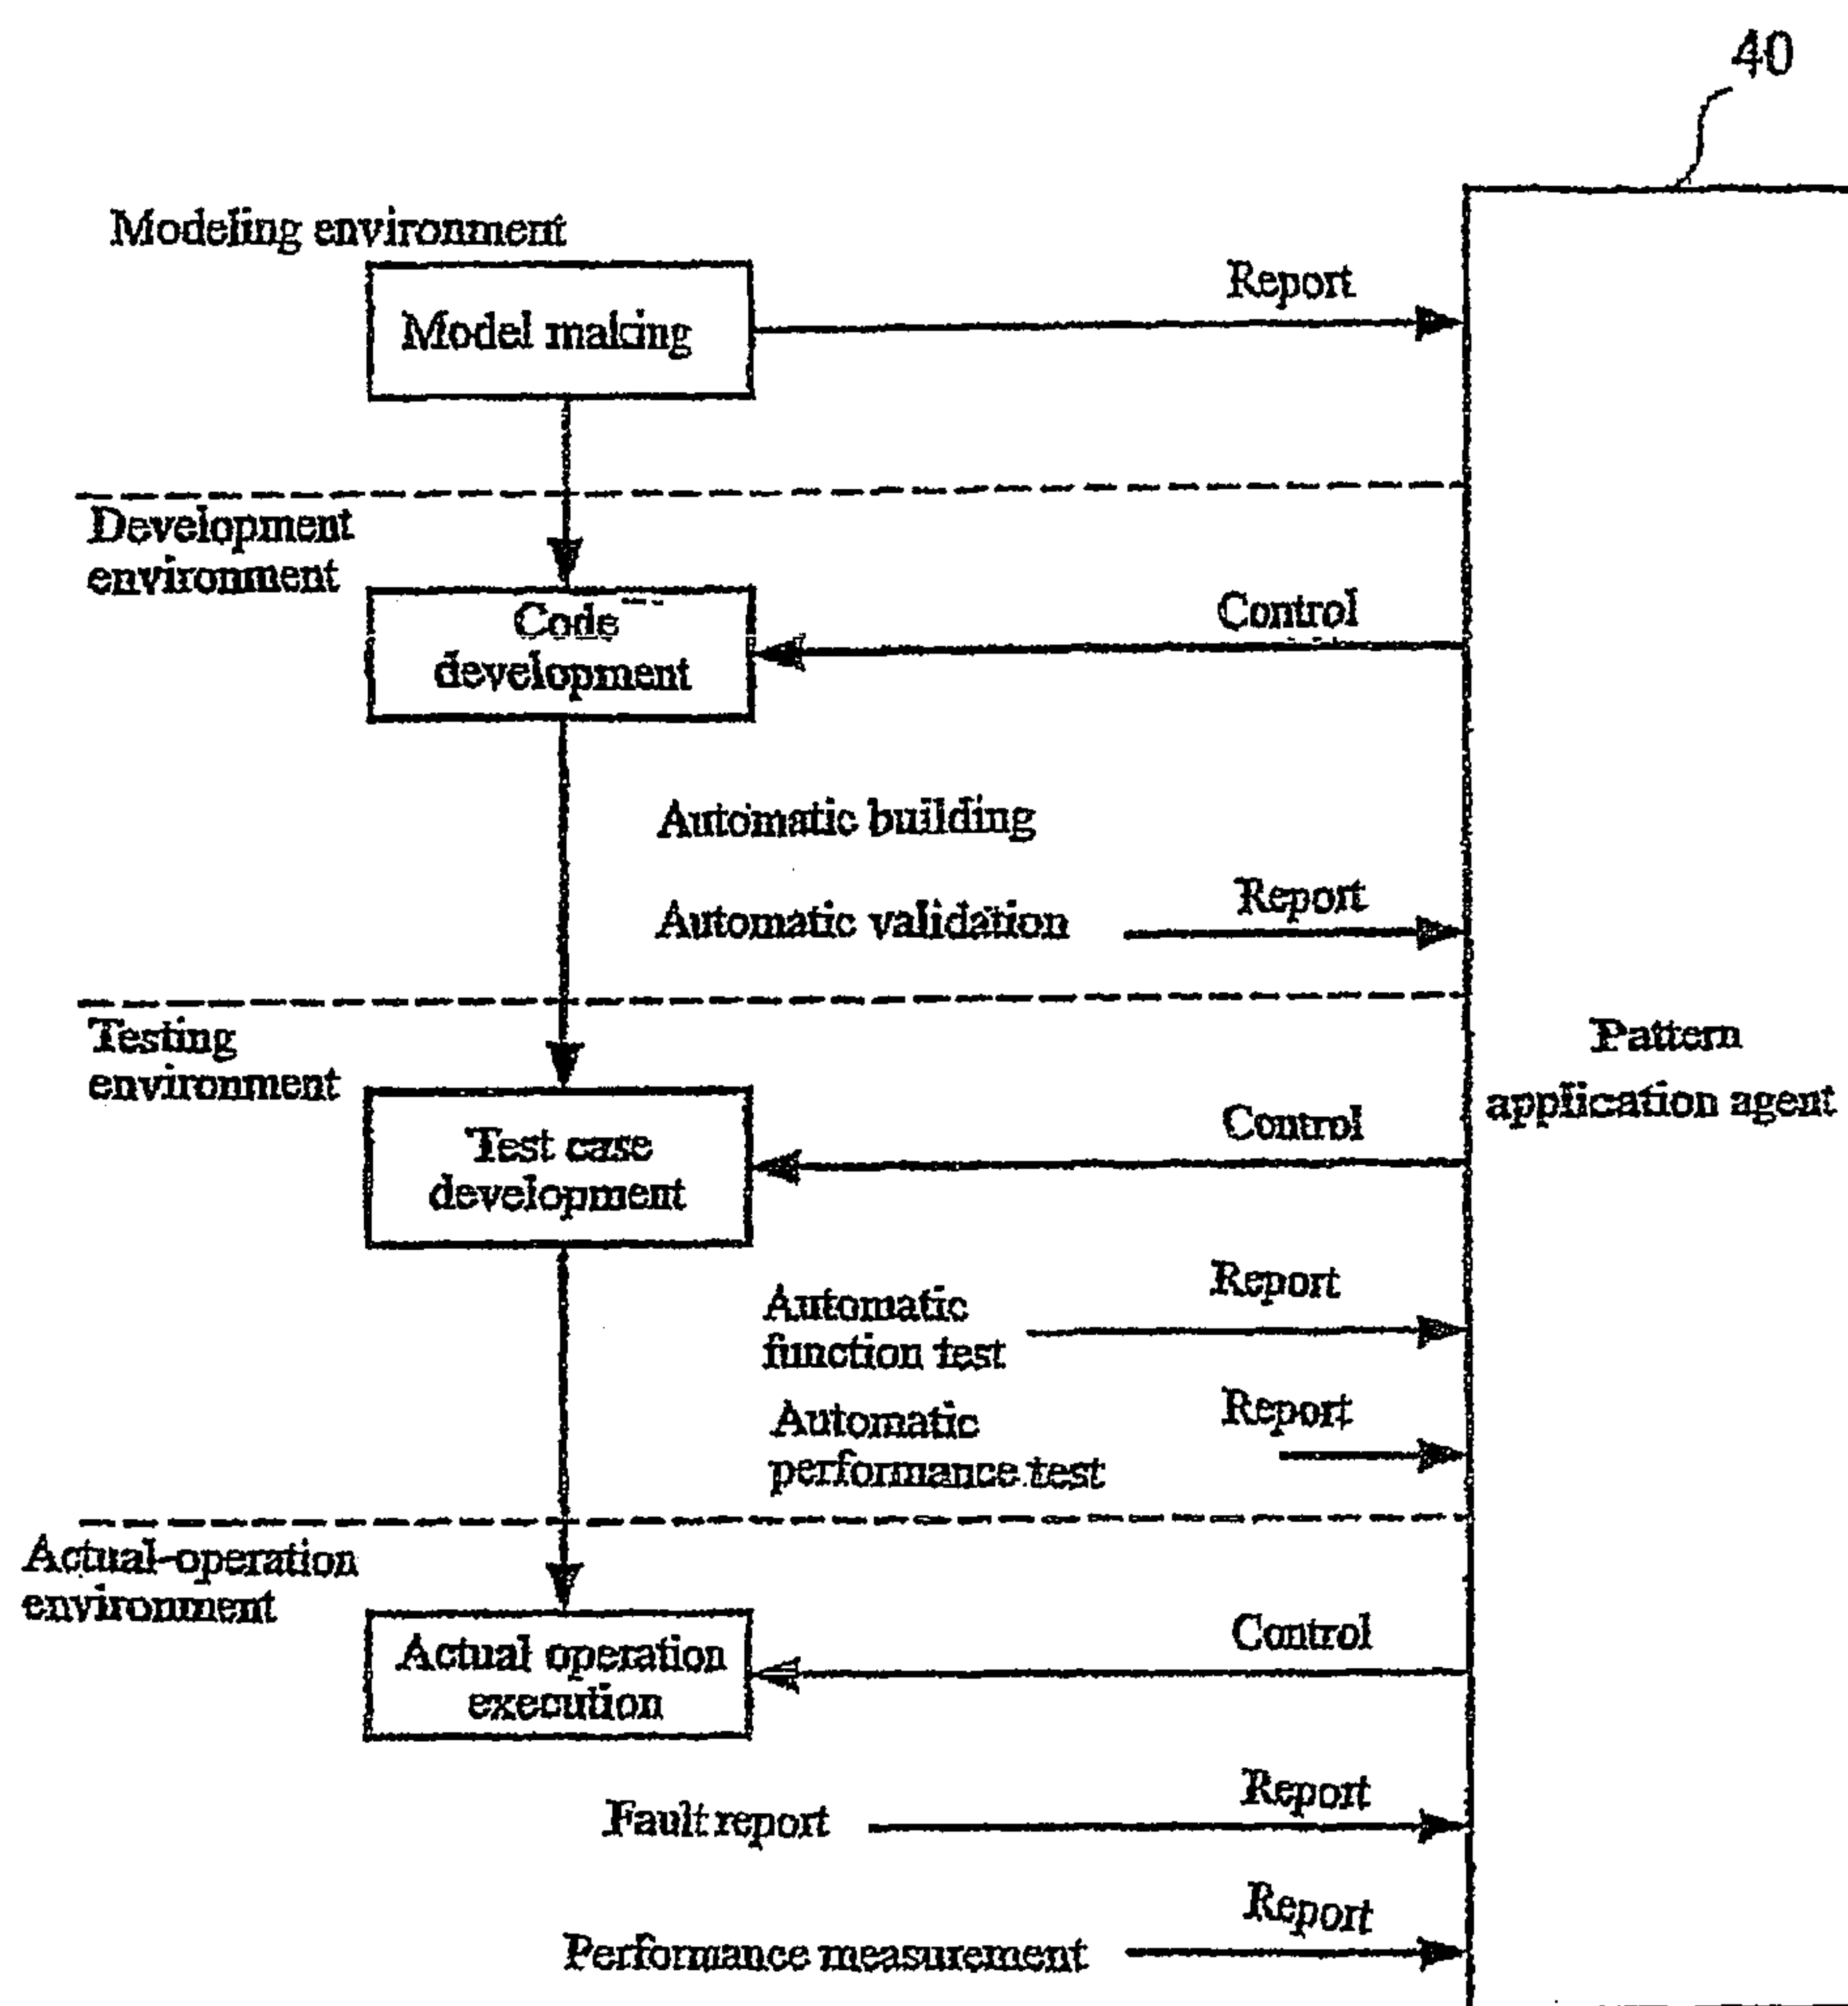 40
Modeling environment
Model making
Report
Development
environment
Code
development
Control
Automatic building
Automatic validation
Report
Testing
environment
Test case
development
Control
Pattern
application agent
Automatic
function test
Report
Automatic
performance test
Report
Actual-operation
environment
Actual operation
execution
Control
Fault report
Report
Performance measurement
Report